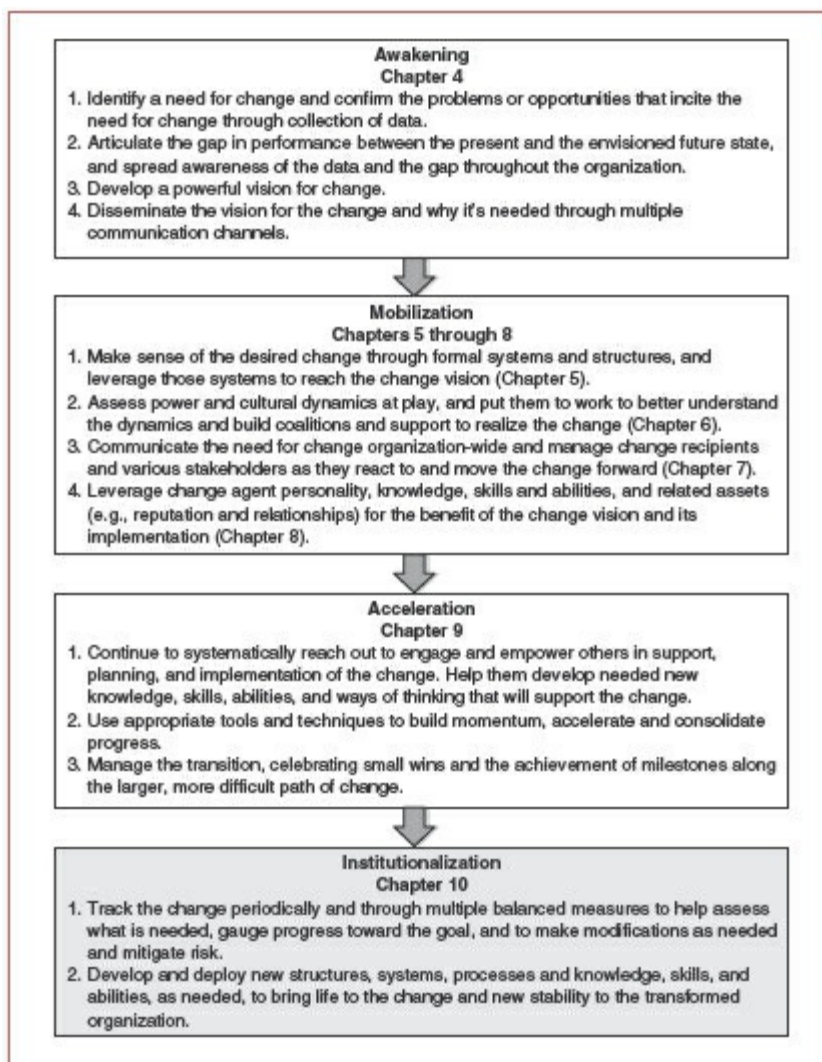 Awakening
Chapter 4
1. Identify a need for change and confirm the problems or opportunities that incite the
need for change through collection of data.
2. Articulate the gap in performance between the present and the envisioned future state,
and spread awareness of the data and the gap throughout the organization.
3. Develop a powerful vision for change.
4. Disseminate the vision for the change and why it's needed through multiple
communication channels.
Mobilization
Chapters 5 through 8
1. Make sense of the desired change through formal systems and structures, and
leverage those systems to reach the change vision (Chapter 5).
2. Assess power and cultural dynamics at play, and put them to work to better understand
the dynamics and build coalitions and support to realize the change (Chapter 6).
3. Communicate the need for change organization-wide and manage change recipients
and various stakeholders as they react to and move the change forward (Chapter 7).
4. Leverage change agent personality, knowledge, skills and abilities, and related assets
(e.g., reputation and relationships) for the benefit of the change vision and its
implementation (Chapter 8).
Acceleration
Chapter 9
1. Continue to systematically reach out to engage and empower others in support,
planning, and implementation of the change. Help them develop needed new
knowledge, skills, abilities, and ways of thinking that will support the change.
2. Use appropriate tools and techniques to build momentum, accelerate and consolidate
progress.
3. Manage the transition, celebrating small wins and the achievement of milestones along
the larger, more difficult path of change.
Institutionalization
Chapter 10
1. Track the change periodically and through multiple balanced measures to help assess
what is needed, gauge progress toward the goal, and to make modifications as needed
and mitigate risk.
2. Develop and deploy new structures, systems, processes and knowledge, skills, and
abilities, as needed, to bring life to the change and new stability to the transformed
organization.